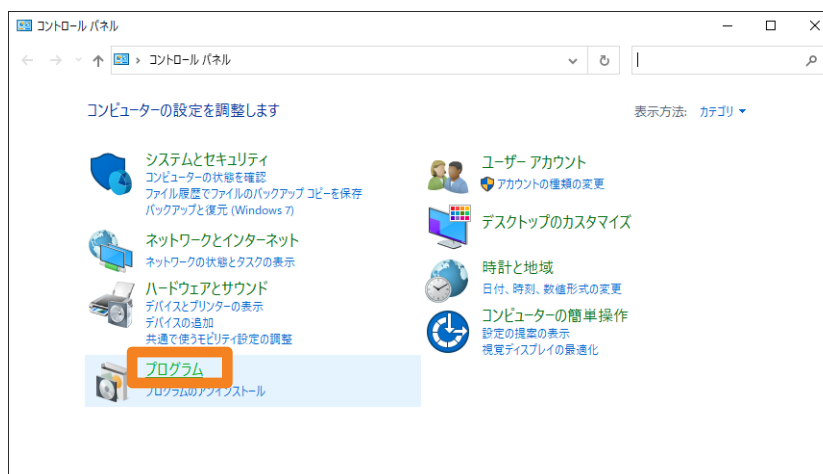 コントロール パネル
コントロール パネル
コンピューターの設定を調整します
表示方法: カテゴリ
システムとセキュリティ
コンピューターの状態を確認
ファイル履歴でファイルのバックアップ コピーを保存
バックアップと復元 (Windows 7)
ネットワークとインターネット
ネットワークの状態とタスクの表示
ハードウェアとサウンド
デバイスとプリンターの表示
デバイスの追加
共通で使うモビリティ設定の調整
プログラム
プログラムのアンインストール
ユーザー アカウント
アカウントの種類の変更
デスクトップのカスタマイズ
時計と地域
日付、時刻、数値形式の変更
コンピューターの簡単操作
設定の提案の表示
視覚ディスプレイの最適化